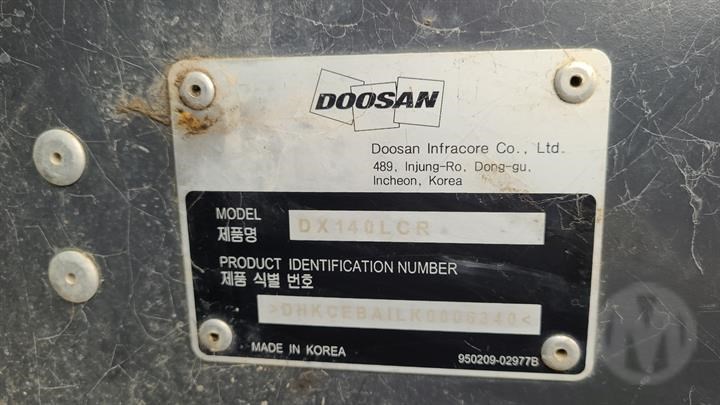 DOOSAN
Doosan Infracore Co., Ltd.
489, Injung-Ro, Dong-gu,
Incheon, Korea
MODEL
제품명
DX140LCR
PRODUCT IDENTIFICATION NUMBER
제품 식별 번호
>DHKCEBAILK0006340<
MADE IN KOREA
950209-02977B
M